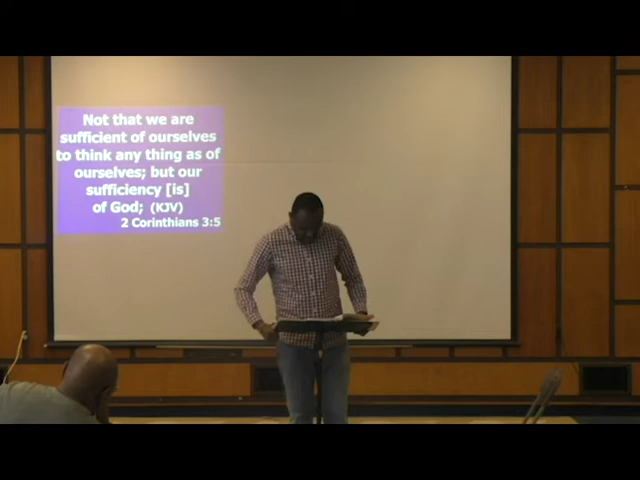 Not that we are
sufficient of ourselves
to think any thing as of
ourselves; but our
sufficiency [is]
of God; (KJV)
2 Corinthians 3:5